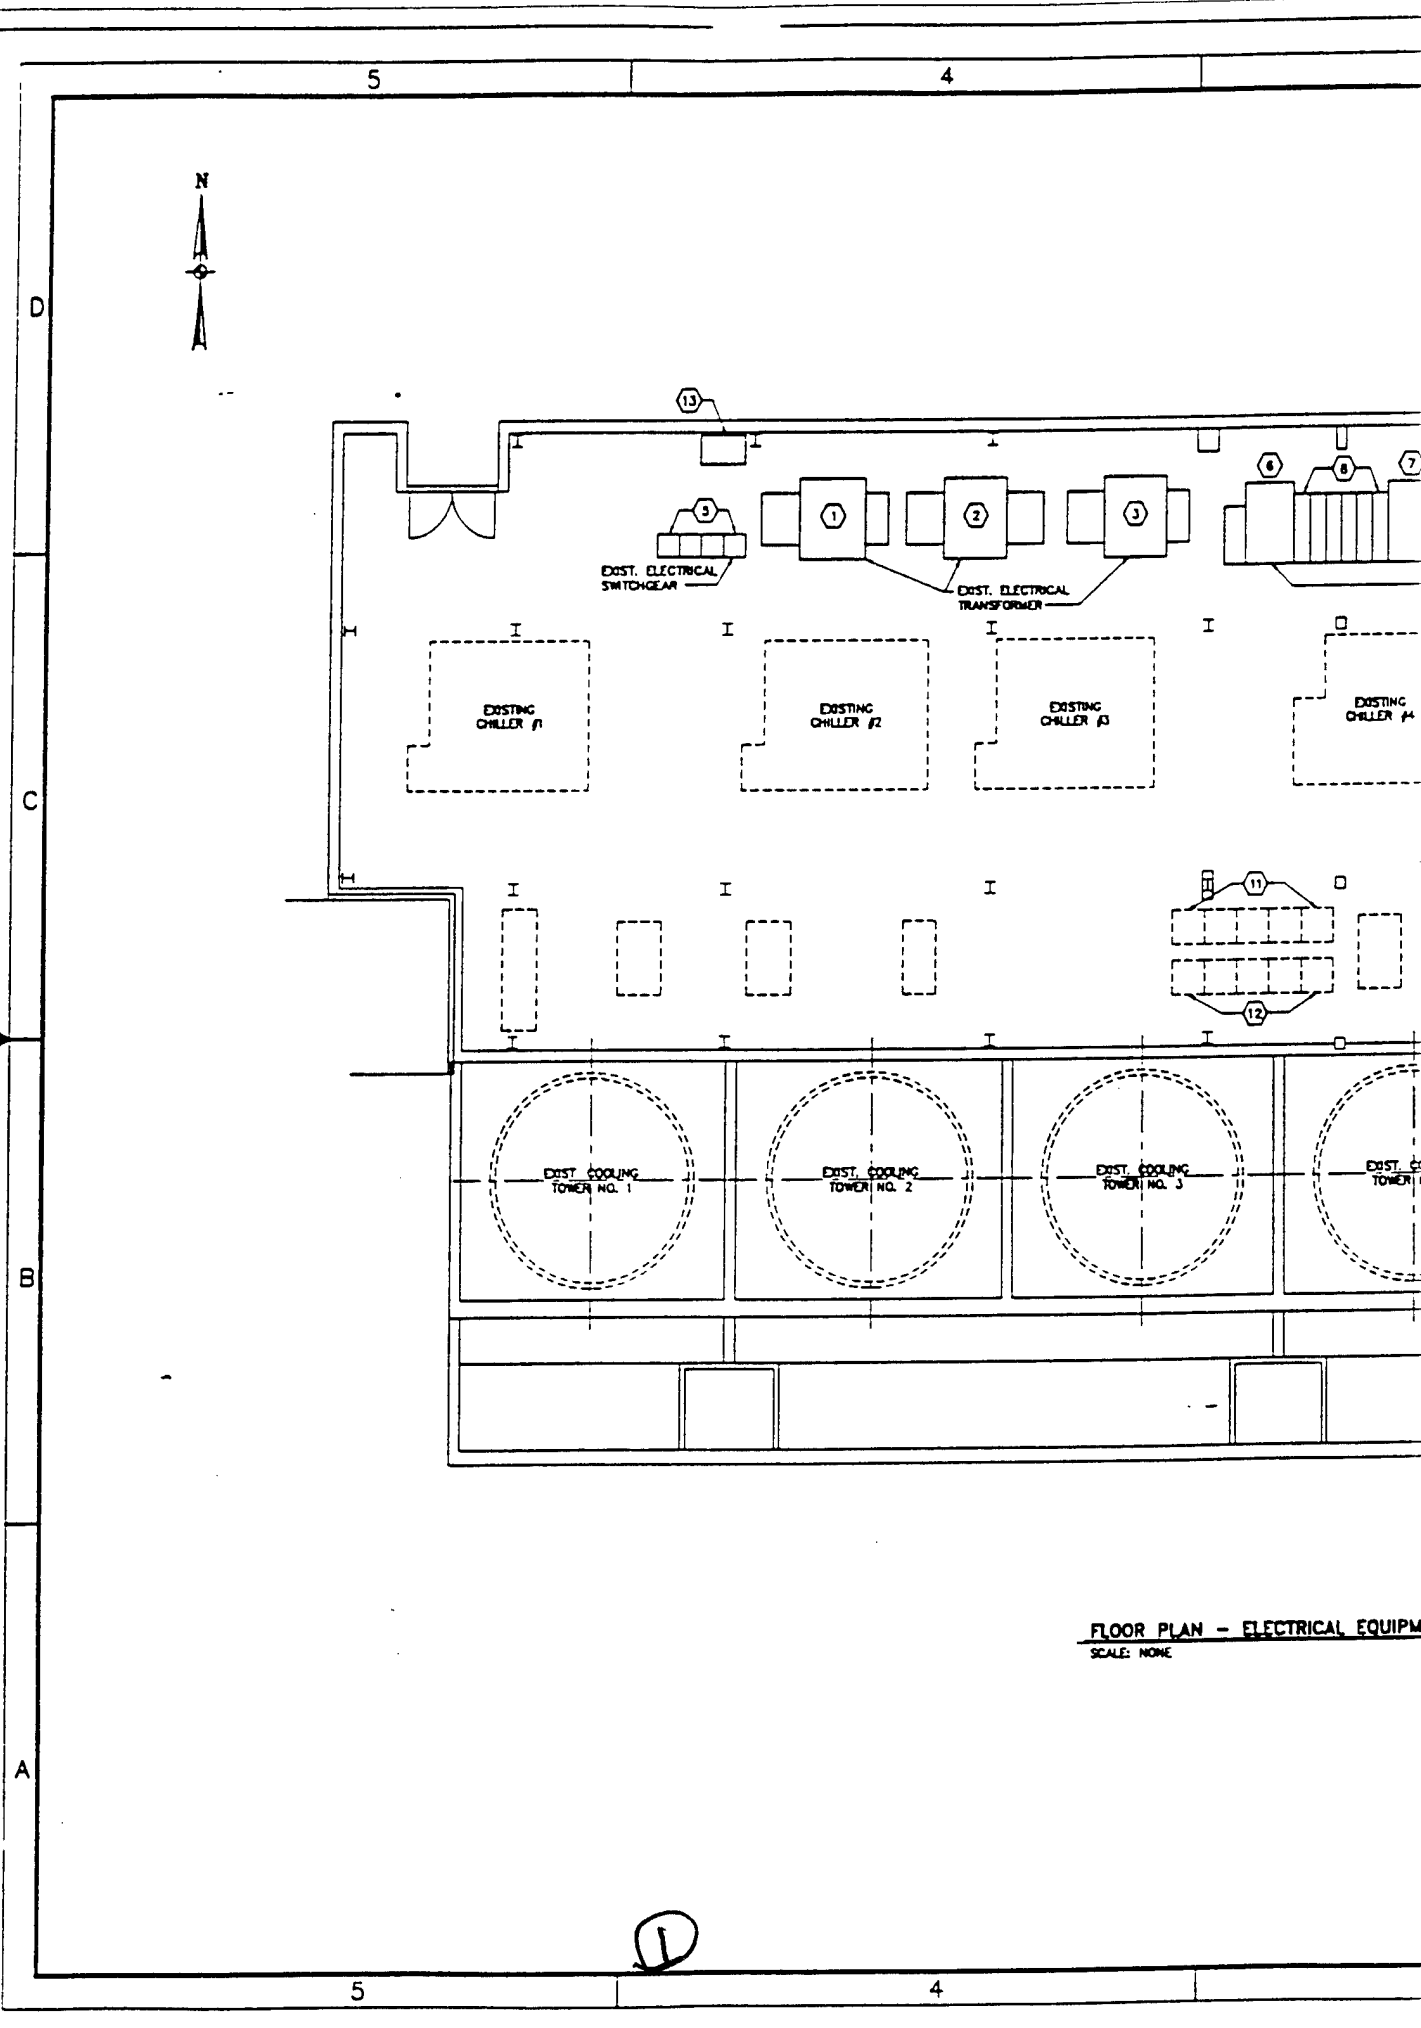 5
4
N
D
13
6
8
7
5
1
2
3
EXIST. ELECTRICAL
SWITCHGEAR
EXIST. ELECTRICAL
TRANSFORMER
EXISTING
CHILLER #1
EXISTING
CHILLER #2
EXISTING
CHILLER #3
EXISTING
CHILLER #4
C
11
12
EXIST. COOLING
TOWER NO. 1
EXIST. COOLING
TOWER NO. 2
EXIST. COOLING
TOWER NO. 3
EXIST.
TOWER
B
FLOOR PLAN - ELECTRICAL EQUIPM
SCALE: NONE
A
1
5
4